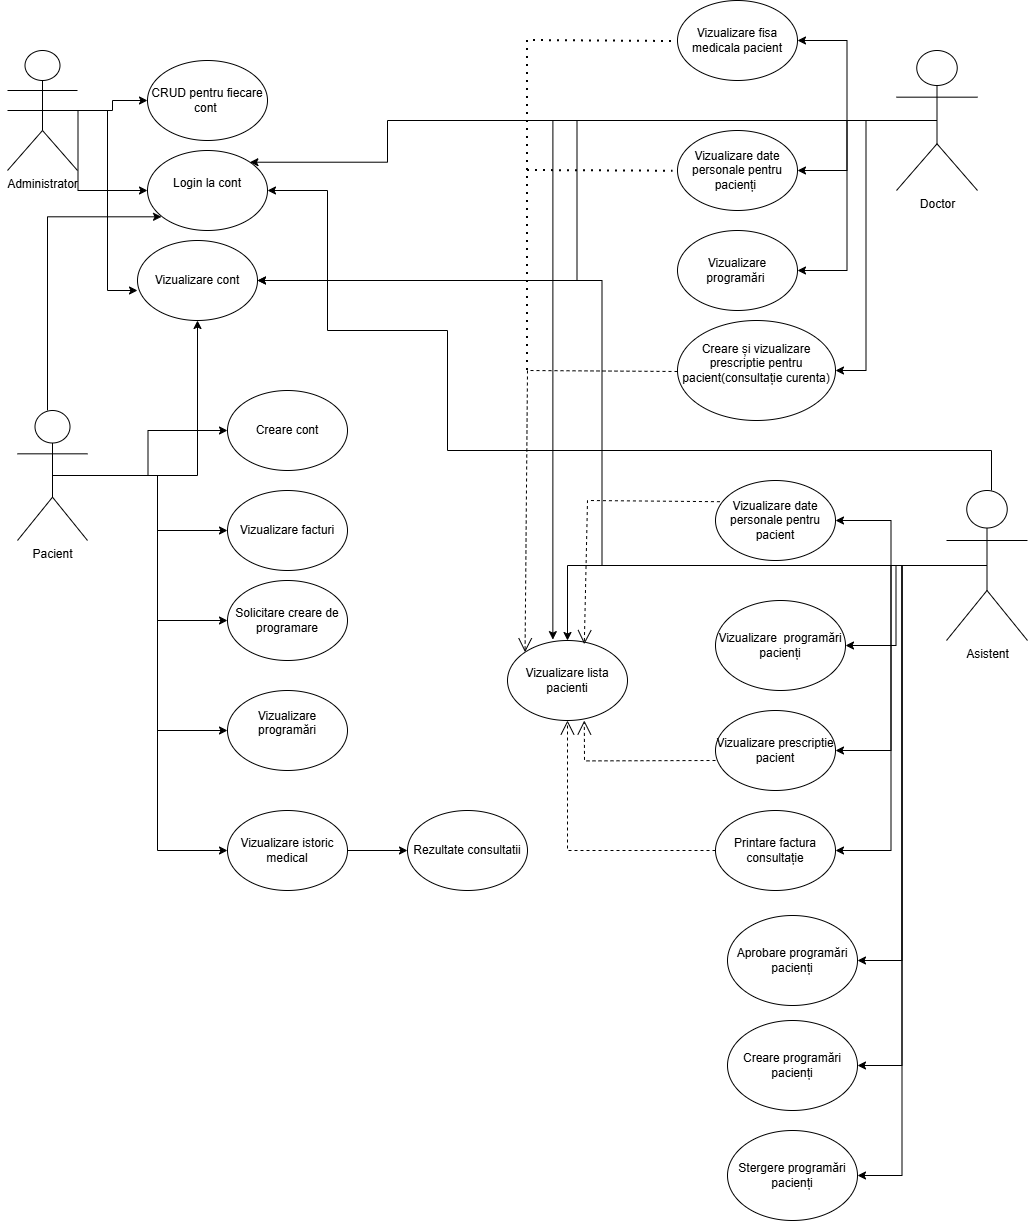 Vizualizare fisa
medicala pacient
CRUD pentru fiecare
cont
Administrator
Login la cont
Vizualizare date
personale pentru
pacienți
Doctor
Vizualizare cont
Vizualizare
programări
Creare și vizualizare
prescriptie pentru
pacient(consultație curenta)
Creare cont
Pacient
Vizualizare facturi
Vizualizare date
personale pentru
pacient
Solicitare creare de
programare
Vizualizare programări
pacienți
Asistent
Vizualizare lista
pacienti
Vizualizare
programări
Vizualizare prescriptie
pacient
Vizualizare istoric
medical
Rezultate consultatii
Printare factura
consultație
Aprobare programări
pacienți
Creare programări
pacienți
Stergere programări
pacienți